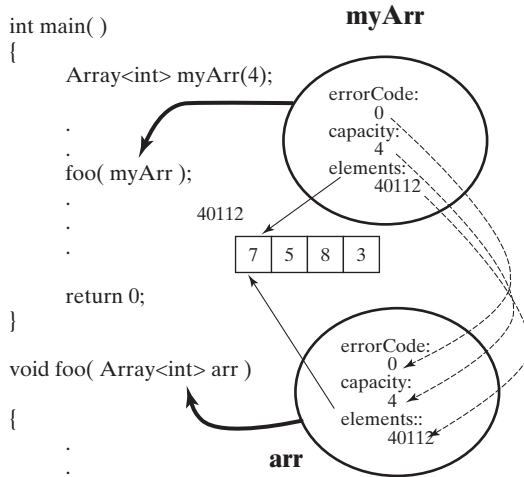 myArr
int main( )
{
Array<int> myArr(4);
.
.
foo( myArr );
.
.
.
return 0;
}
errorCode:
0
capacity:
4
elements:
40112
40112
7 5 8 3
void foo( Array<int> arr )
{
.
.
errorCode:
0
capacity:
4
elements::
40112
arr